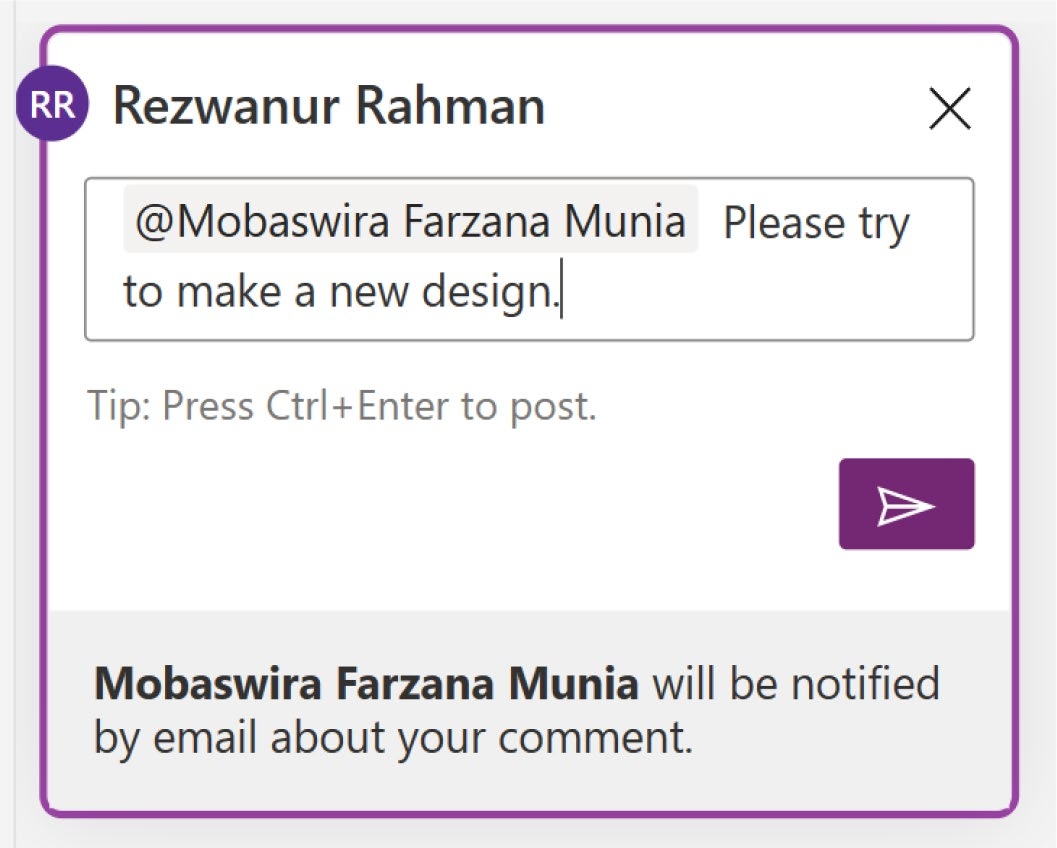 RR Rezwanur Rahman
@Mobaswira Farzana Munia Please try
to make a new design.
Tip: Press Ctrl+Enter to post.
Mobaswira Farzana Munia will be notified
by email about your comment.